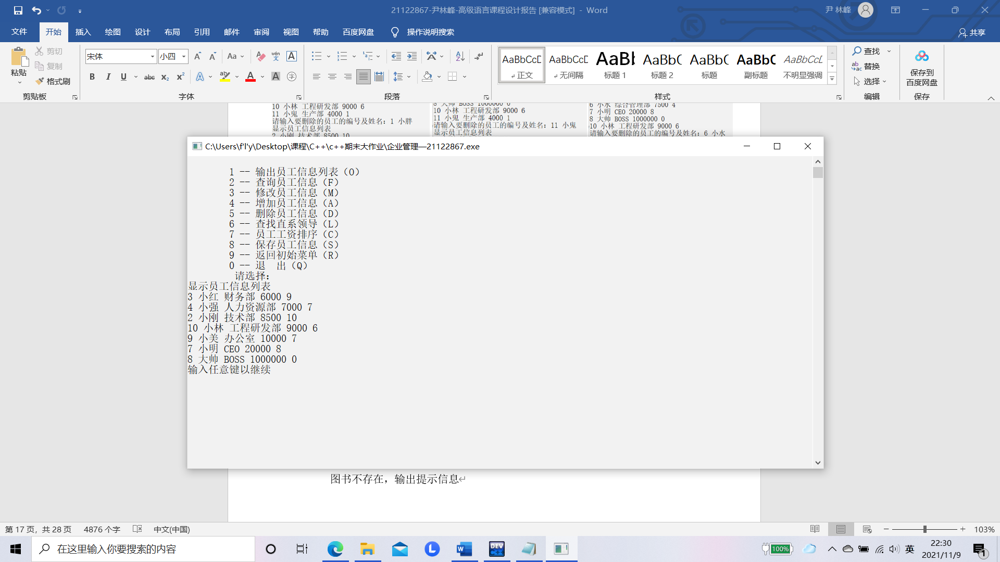 21122867-尹林峰-高级语言课程设计报告 [兼容模式] - Word
尹 林峰
文件 开始 插入 绘图 设计 布局 引用 邮件 审阅 视图 帮助 百度网盘 操作说明搜索 共享
粘贴 剪切 复制 格式刷
剪贴板
宋体 小四
字体
段落
AaBbCcD 正文
AaBbCcD 无间隔
AaBl 标题 1
AaBbC 标题 2
AaBbC 标题
AaBbC 副标题
AaBbCcD 不明显强调
样式
查找
替换
选择
编辑
保存到
百度网盘
保存
10 小林 工程研发部 9000 6
11 小鬼 生产部 4000 1
请输入要删除的员工的编号及姓名: 1 小胖
显示员工信息列表
2 小刚 技术部 8500 10
8 大帅 BOSS 1000000 0
10 小林 工程研发部 9000 6
11 小鬼 生产部 4000 1
请输入要删除的员工的编号及姓名: 11 小鬼
显示员工信息列表
6 小水 综合管理部 7500 4
7 小明 CEO 20000 8
8 大帅 BOSS 1000000 0
10 小林 工程研发部 9000 6
请输入要删除的员工的编号及姓名: 6 小水
C:\Users\f'l'y\Desktop\课程\C++\c++期末大作业\企业管理—21122867.exe
1 -- 输出员工信息列表（O）
2 -- 查询员工信息（F）
3 -- 修改员工信息（M）
4 -- 增加员工信息（A）
5 -- 删除员工信息（D）
6 -- 查找直系领导（L）
7 -- 员工工资排序（C）
8 -- 保存员工信息（S）
9 -- 返回初始菜单（R）
0 -- 退　出（Q）
请选择:
显示员工信息列表
3 小红 财务部 6000 9
4 小强 人力资源部 7000 7
2 小刚 技术部 8500 10
10 小林 工程研发部 9000 6
9 小美 办公室 10000 7
7 小明 CEO 20000 8
8 大帅 BOSS 1000000 0
输入任意键以继续
图书不存在，输出提示信息
第 17 页，共 28 页 4876 个字 中文(中国) 103%
在这里输入你要搜索的内容
100%
英
22:30
2021/11/9
1